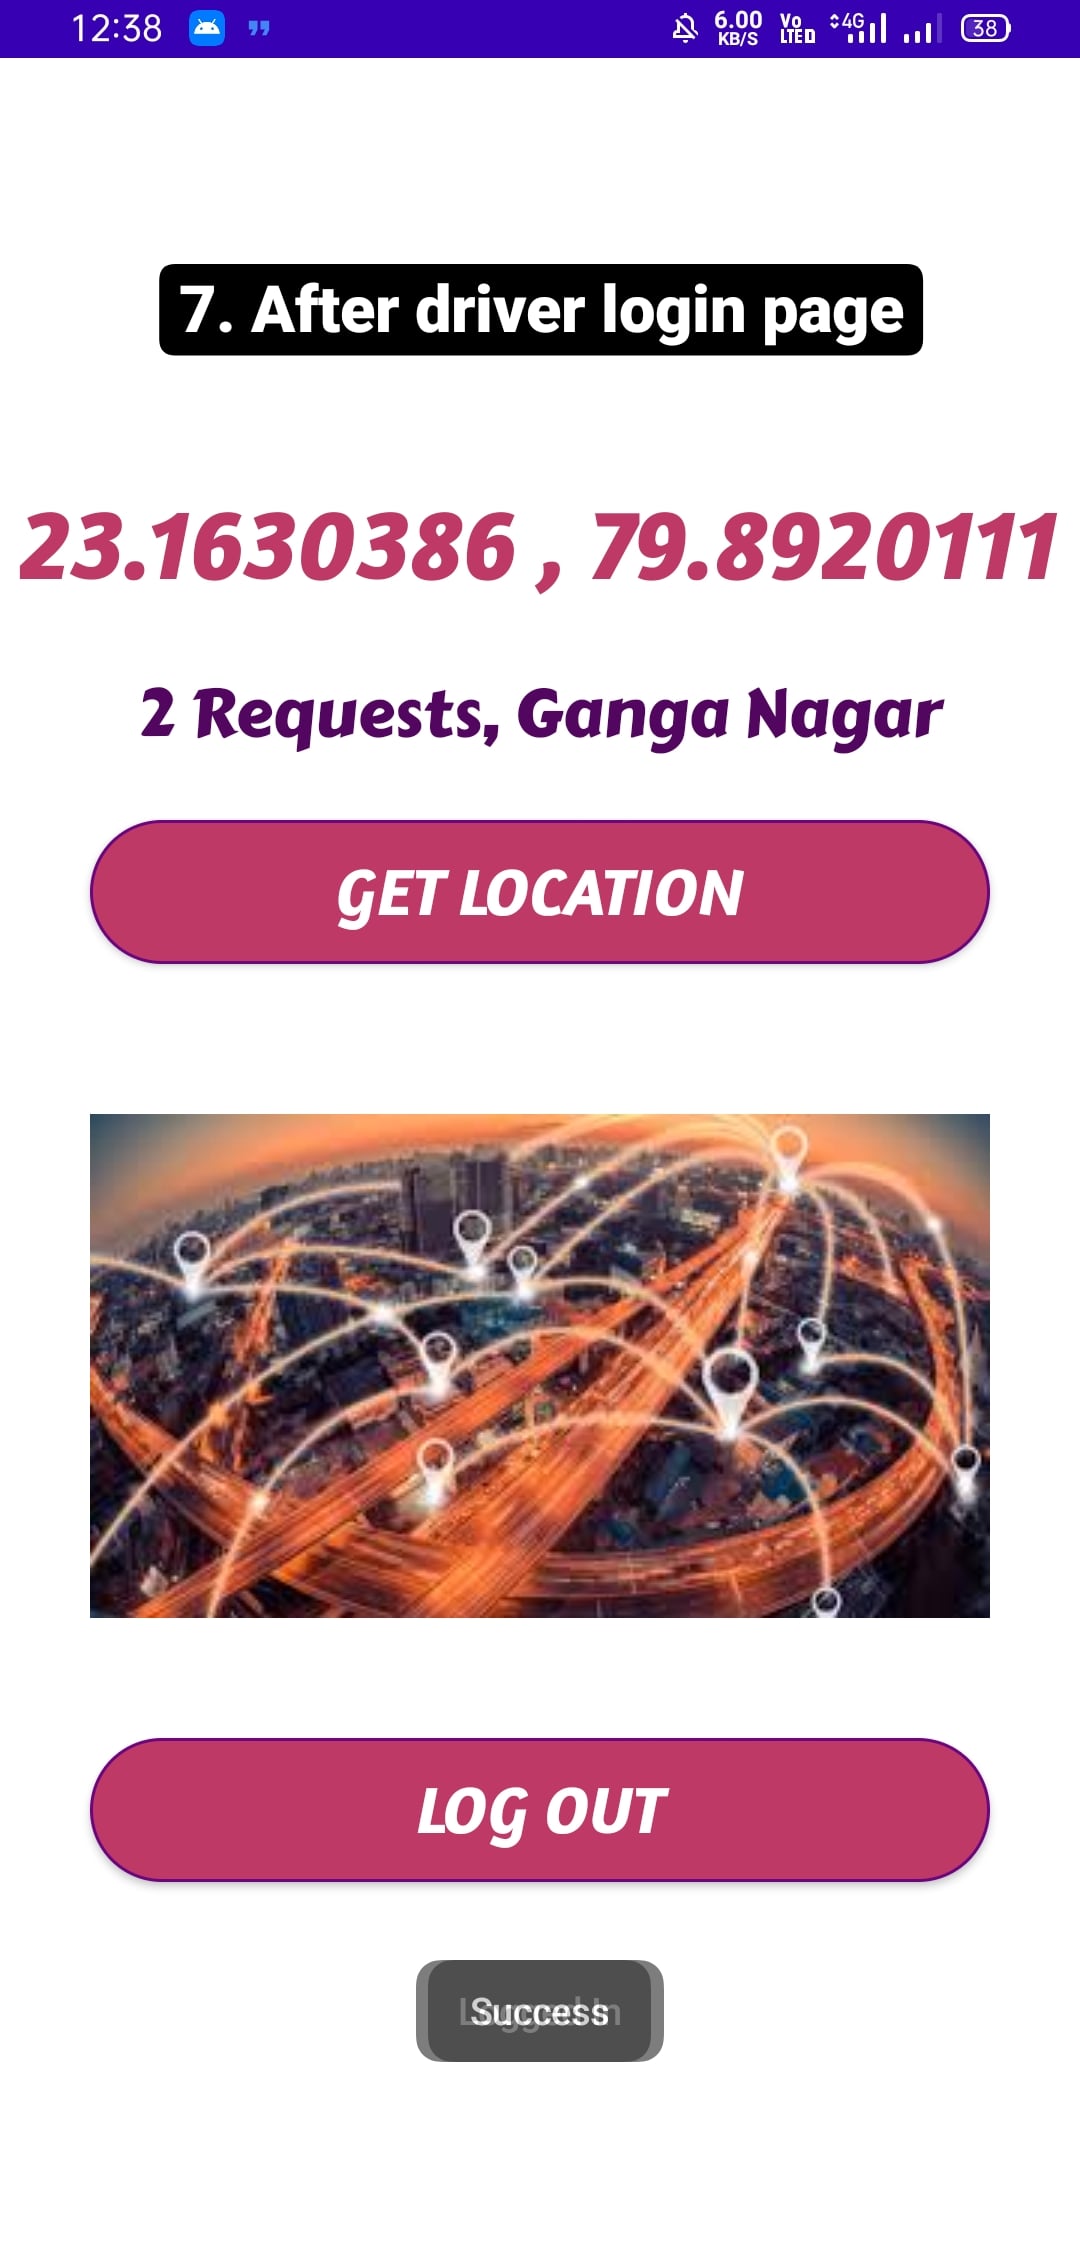 12:38 6.00 KB/S Vo LTE 4G 38
7. After driver login page
23.1630386 , 79.8920111
2 Requests, Ganga Nagar
GET LOCATION
LOG OUT
Success